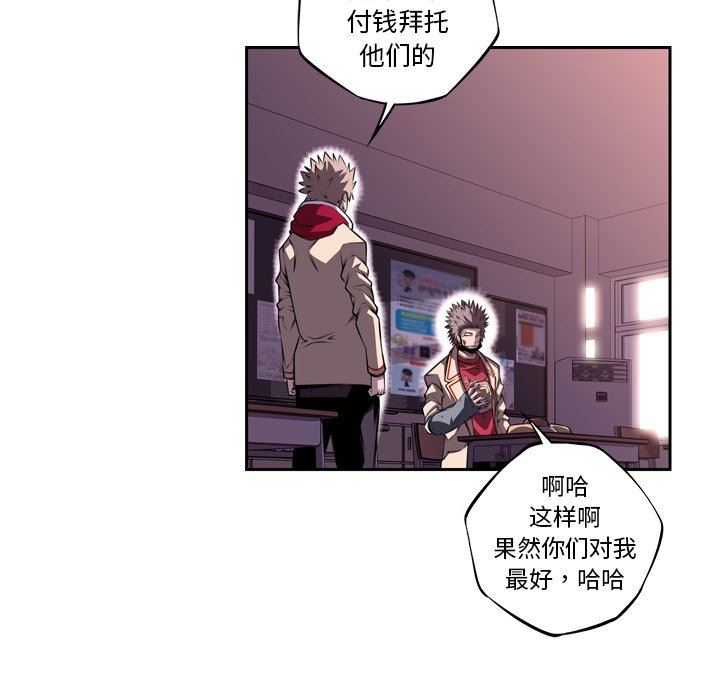 付钱拜托
他们的
啊哈
这样啊
果然你们对我
最好，哈哈